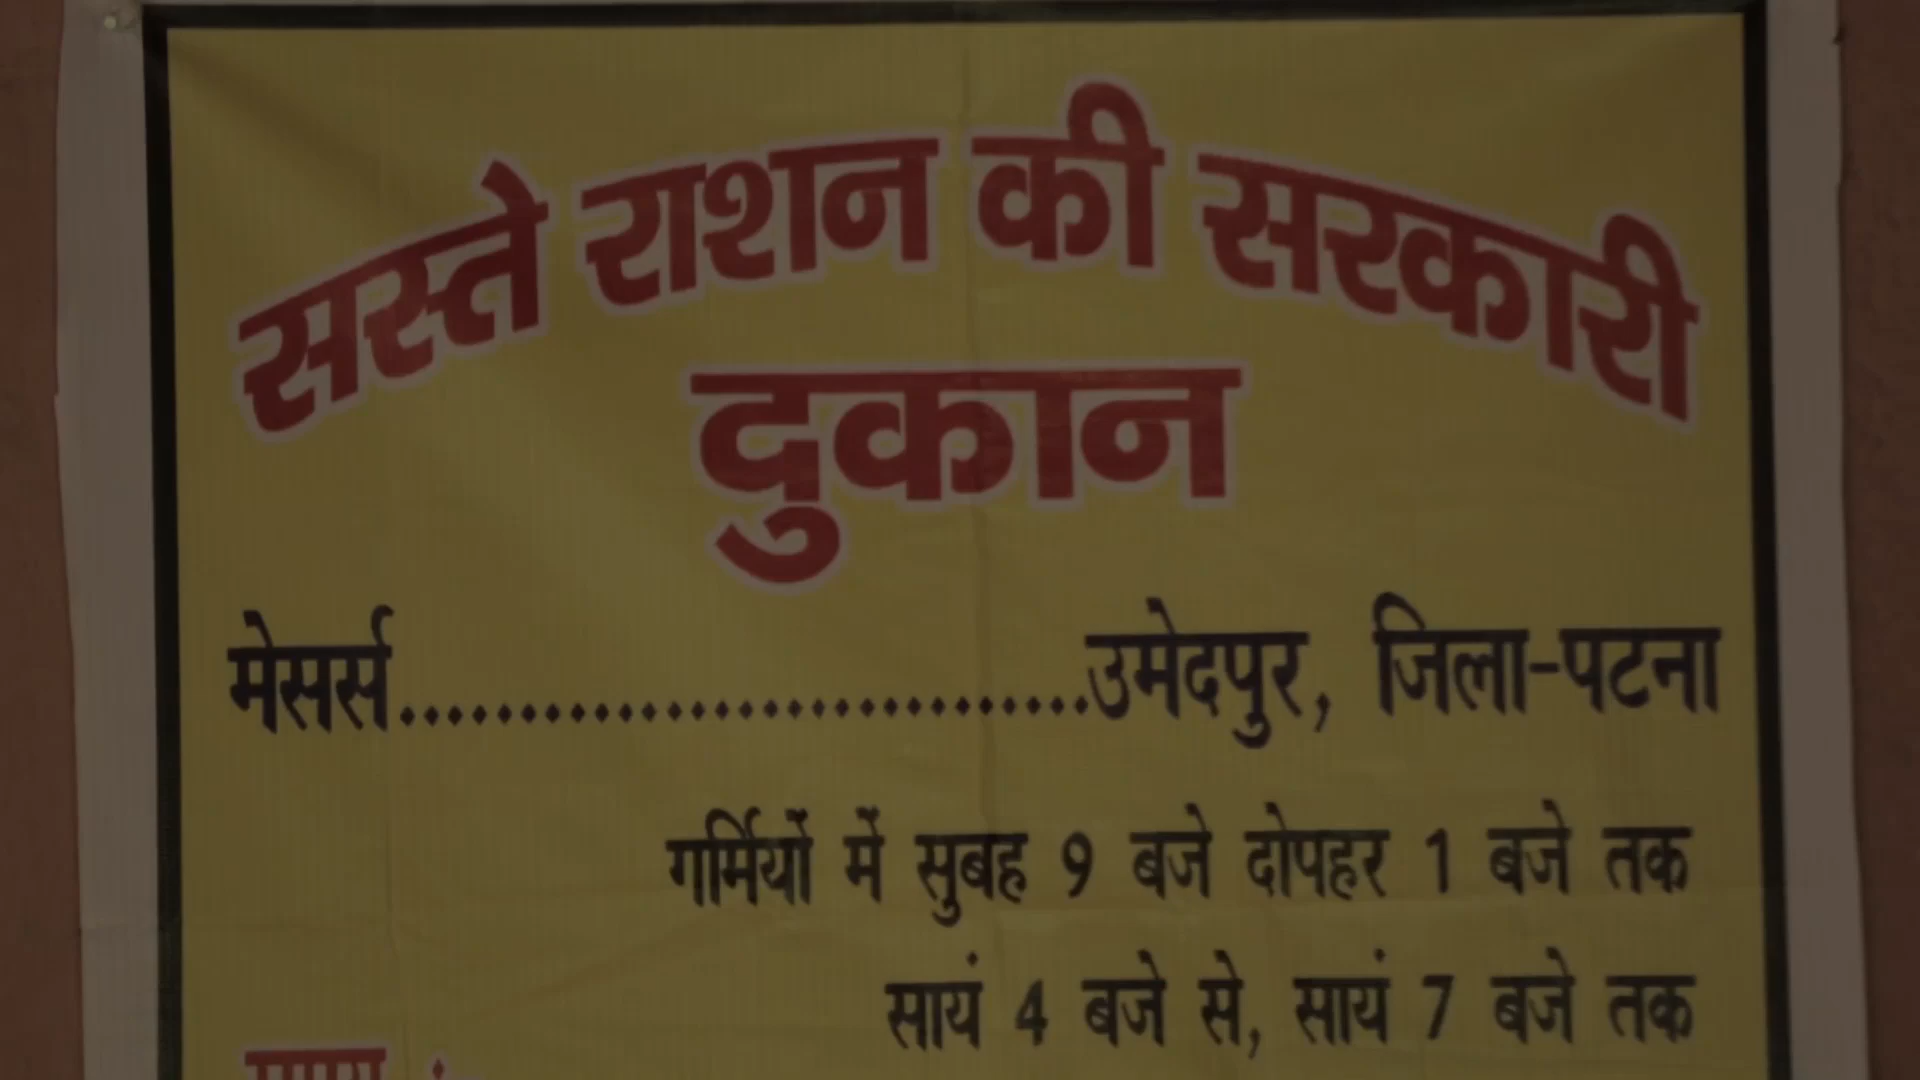 सस्ते राशन की सरकारी
दुकान
मेसर्स............................उमेदपुर, जिला-पटना
गर्मियों में सुबह 9 बजे दोपहर 1 बजे तक
सायं 4 बजे से, सायं 7 बजे तक